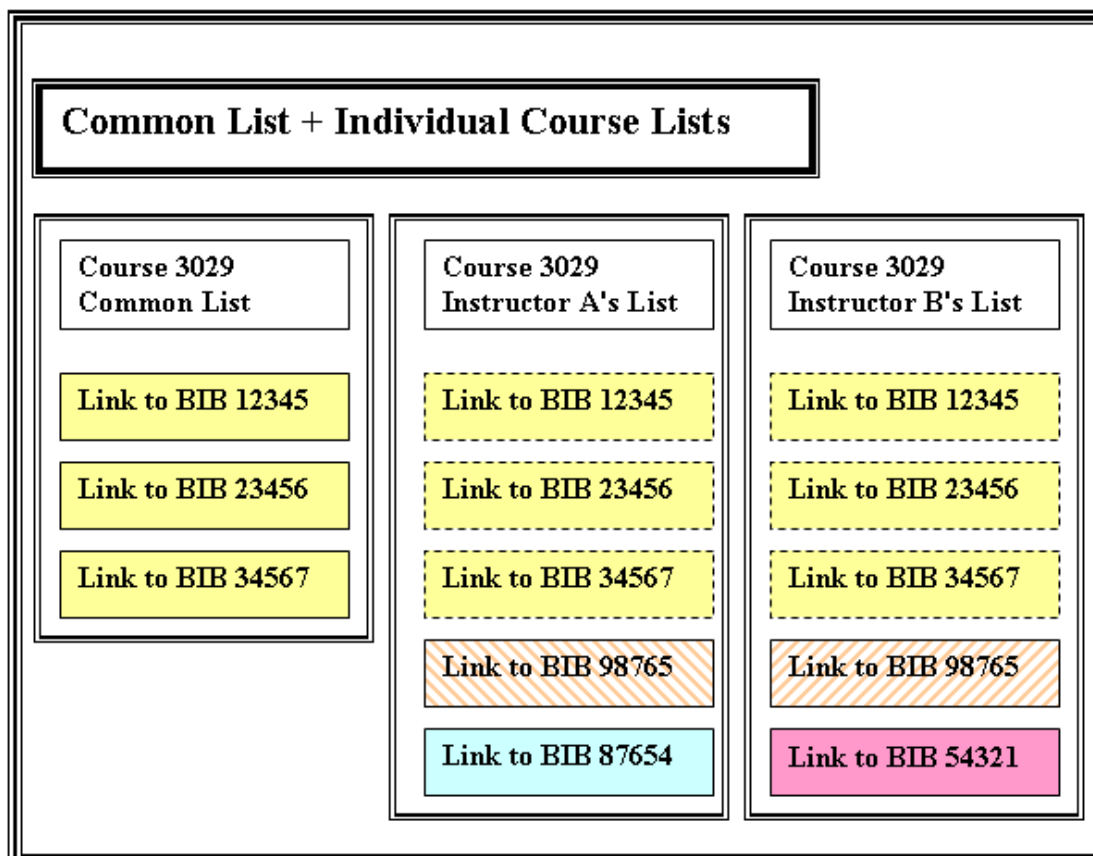 Common List + Individual Course Lists
Course 3029
Common List
Link to BIB 12345
Link to BIB 23456
Link to BIB 34567
Course 3029
Instructor A's List
Link to BIB 12345
Link to BIB 23456
Link to BIB 34567
Link to BIB 98765
Link to BIB 87654
Course 3029
Instructor B's List
Link to BIB 12345
Link to BIB 23456
Link to BIB 34567
Link to BIB 98765
Link to BIB 54321